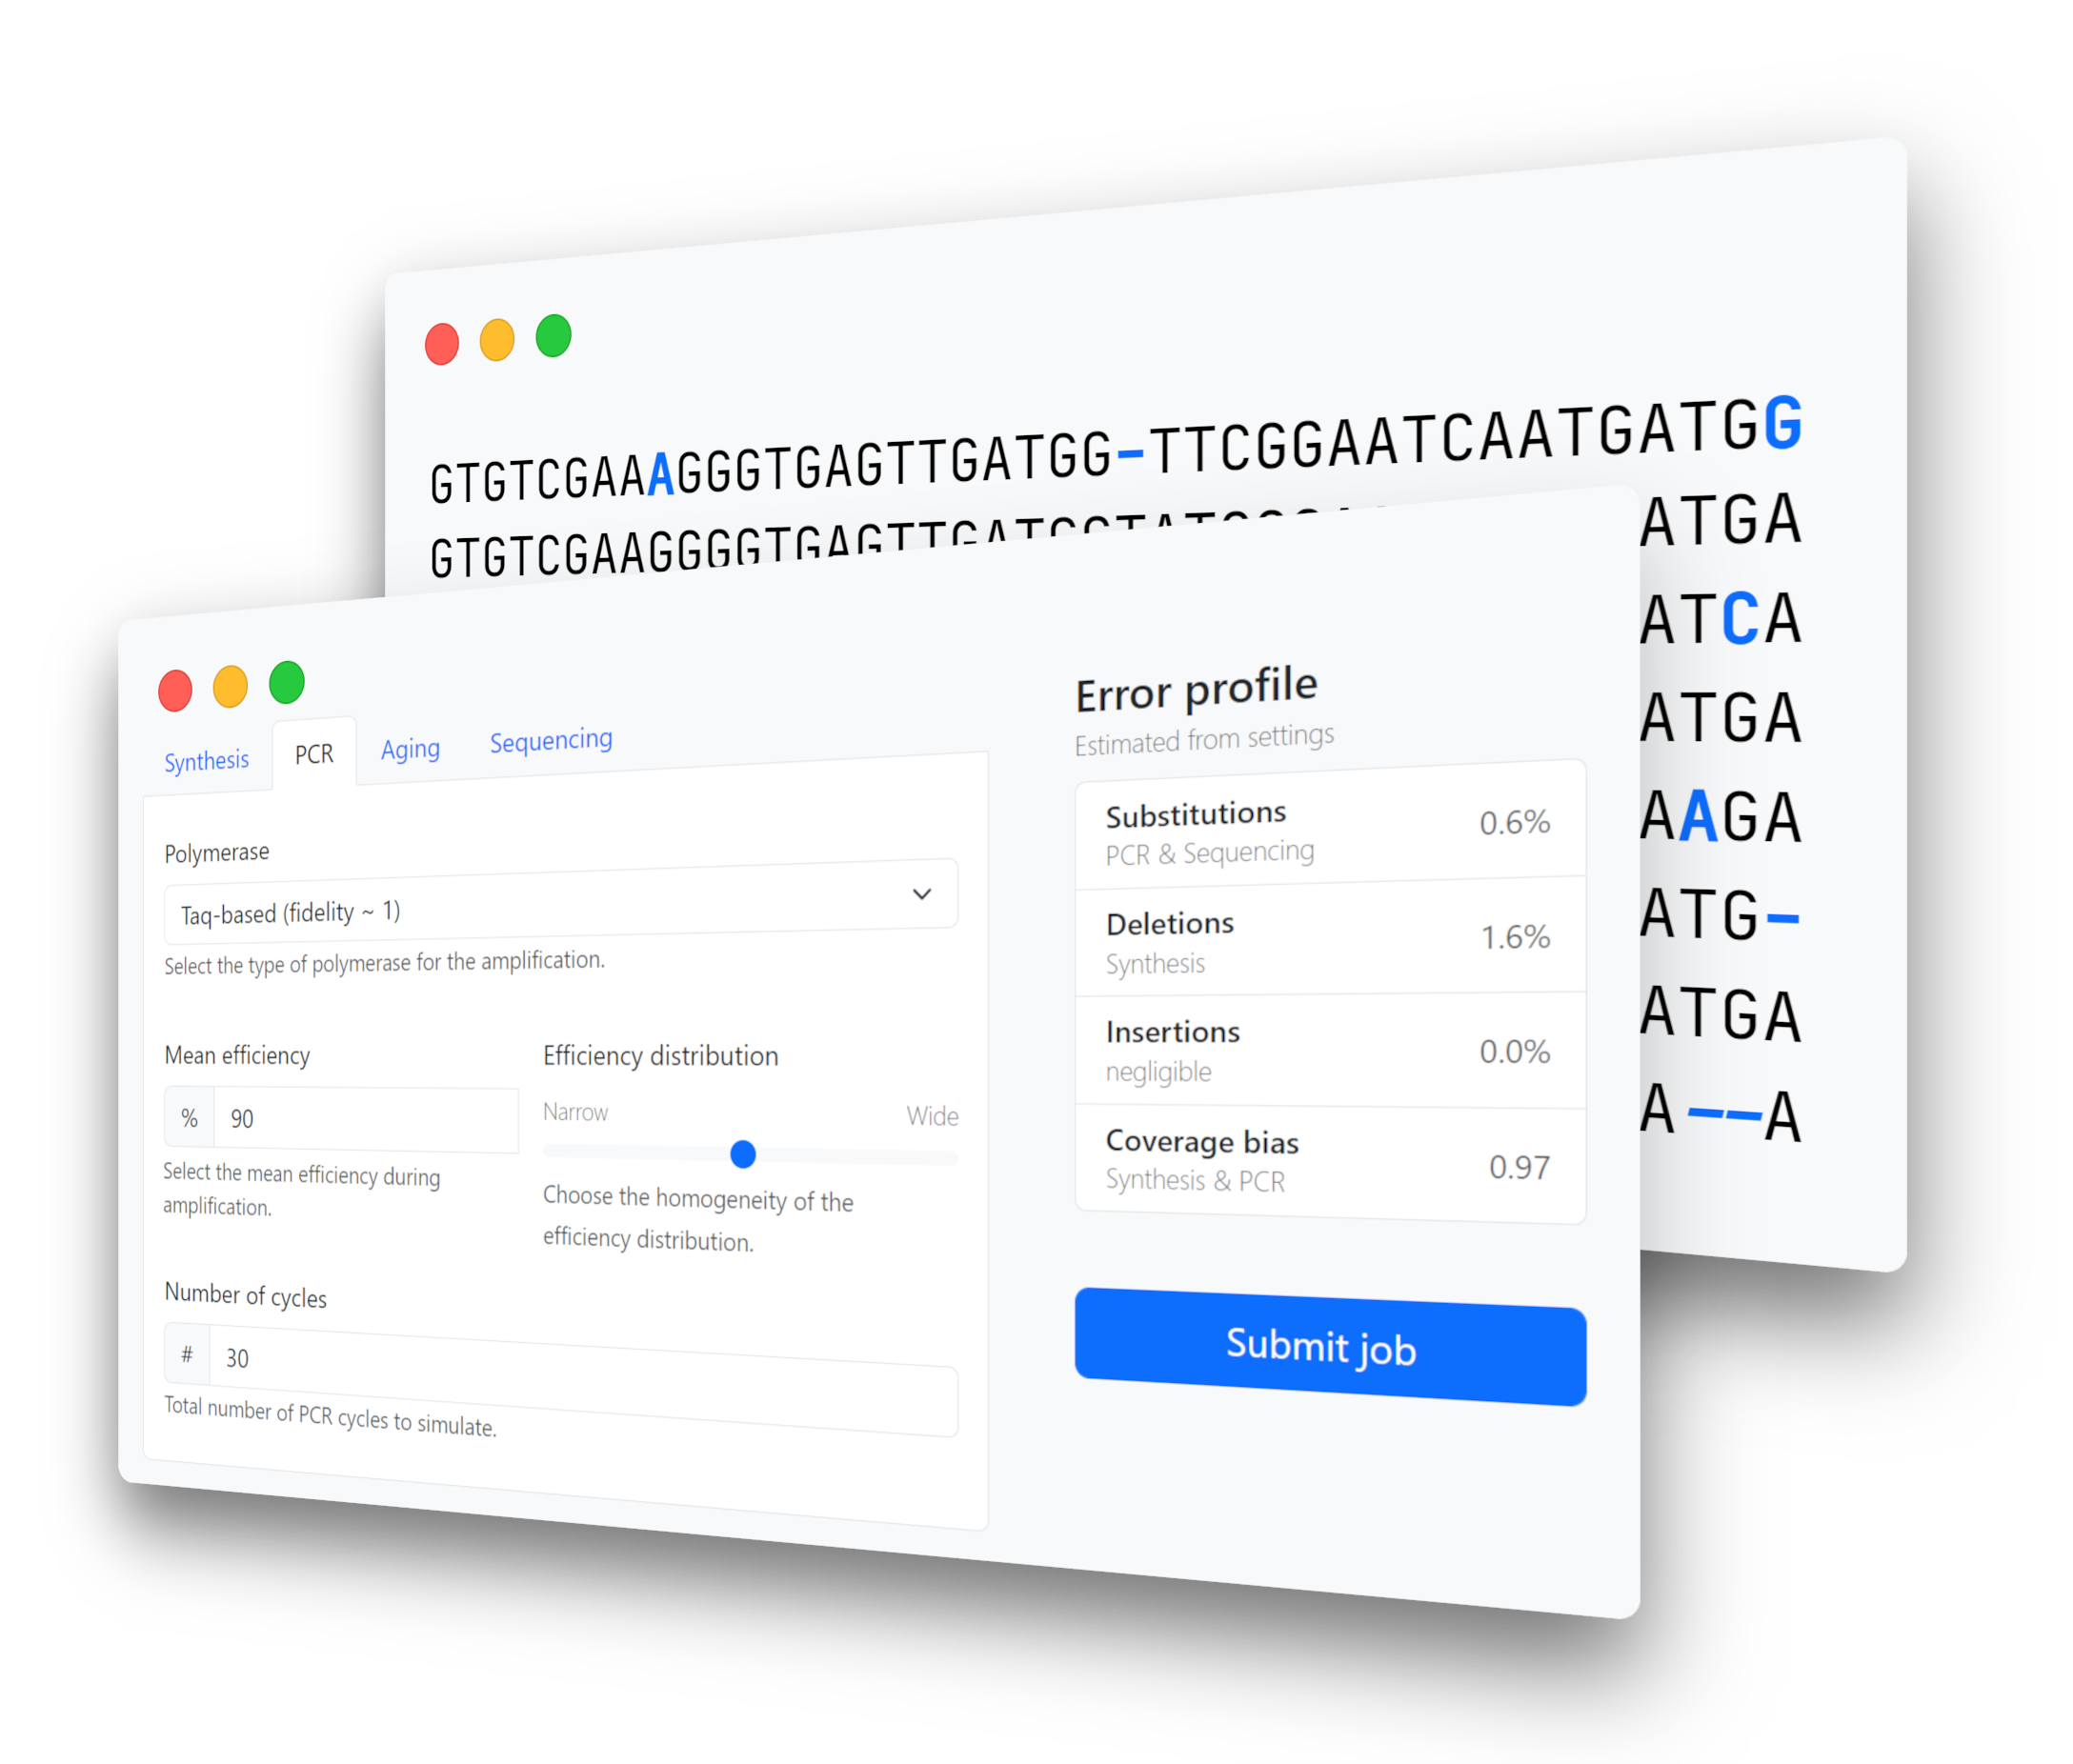 GTGTCGAAAGGGTGAGTTGATGG-TTCGGAATCAATGATGG
GTGTCGAAGGGGTGAGTTGATGGTAT
ATGA
ATCA
ATGA
AAGA
ATG-
ATGA
A--A
Synthesis PCR Aging Sequencing
Polymerase
Taq-based (fidelity ~ 1)
Select the type of polymerase for the amplification.
Mean efficiency
% 90
Select the mean efficiency during
amplification.
Efficiency distribution
Narrow Wide
Choose the homogeneity of the
efficiency distribution.
Number of cycles
# 30
Total number of PCR cycles to simulate.
Error profile
Estimated from settings
Substitutions 0.6%
PCR & Sequencing
Deletions 1.6%
Synthesis
Insertions 0.0%
negligible
Coverage bias 0.97
Synthesis & PCR
Submit job